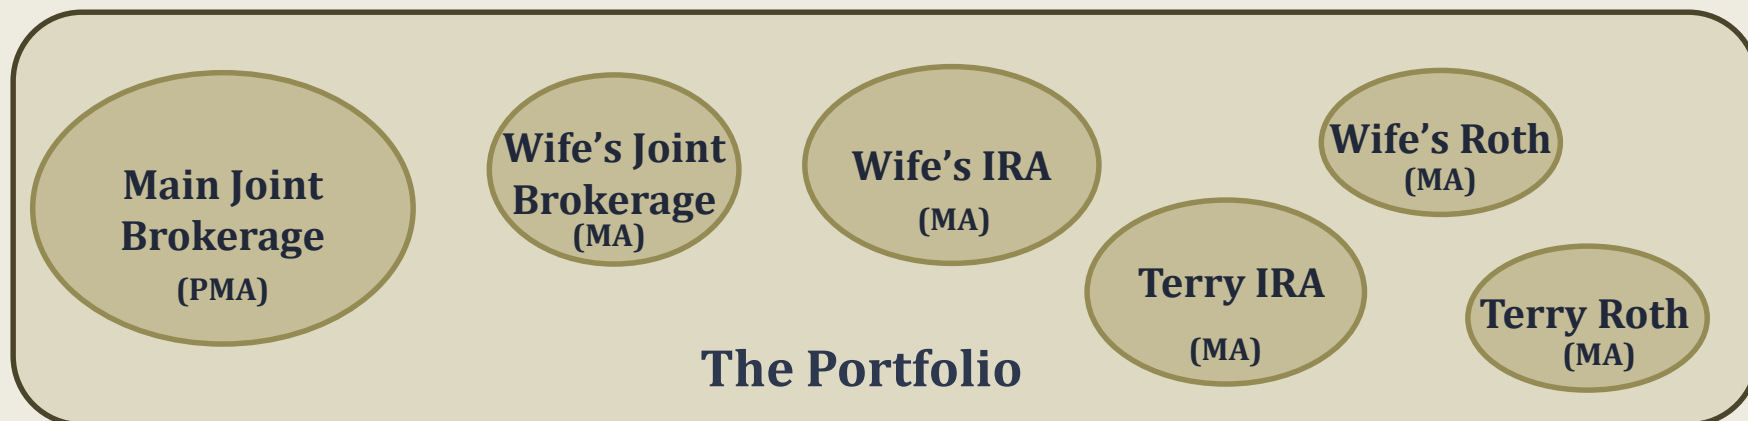 Main Joint
Brokerage
(PMA)
Wife’s Joint
Brokerage
(MA)
Wife’s IRA
(MA)
Terry IRA
(MA)
Wife’s Roth
(MA)
Terry Roth
(MA)
The Portfolio